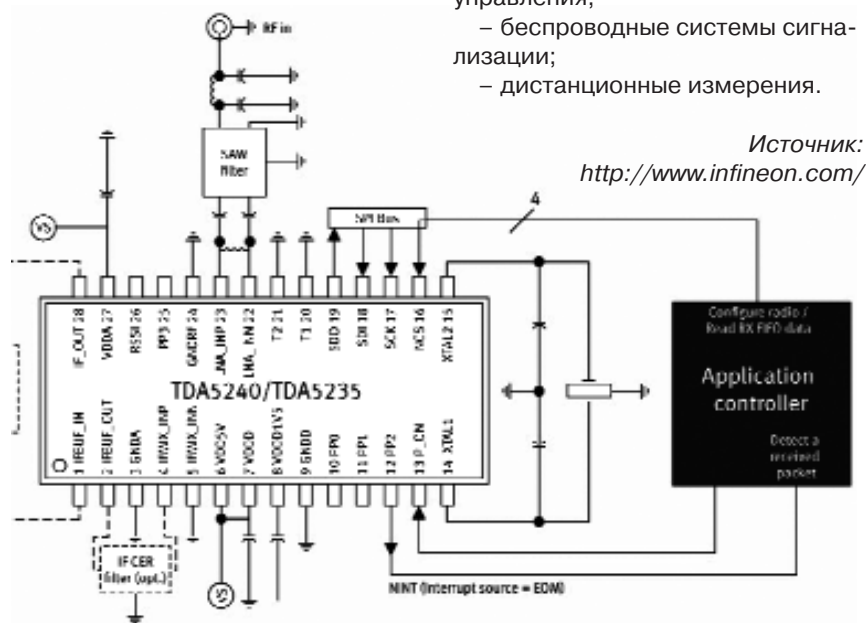 управления;
– беспроводные системы сигна-
лизации;
– дистанционные измерения.
Источник:
http://www.infineon.com/
RF in
SAW
filter
4
SPI Bus
VS
IF_OUT 28
VDDA 27
RSSI 26
PP3 25
GNDRF 24
LNA_INP 23
LNA_INN 22
T2 21
T1 20
SDO 19
SDI 18
SCK 17
NCS 16
XTAL2 15
TDA5240/TDA5235
1 IFBUF_IN
2 IFBUF_OUT
3 GNDA
4 IFMIX_INP
5 IFMIX_INN
6 VDD5V
7 VDDD
8 VDDD1V5
9 GNDD
10 PP0
11 PP1
12 PP2
13 P_ON
14 XTAL1
Configure radio /
Read RX FIFO data
Application
controller
Detect a
received
packet
IF CER
filter (opt.)
VS
NINT (Interrupt source = EOM)